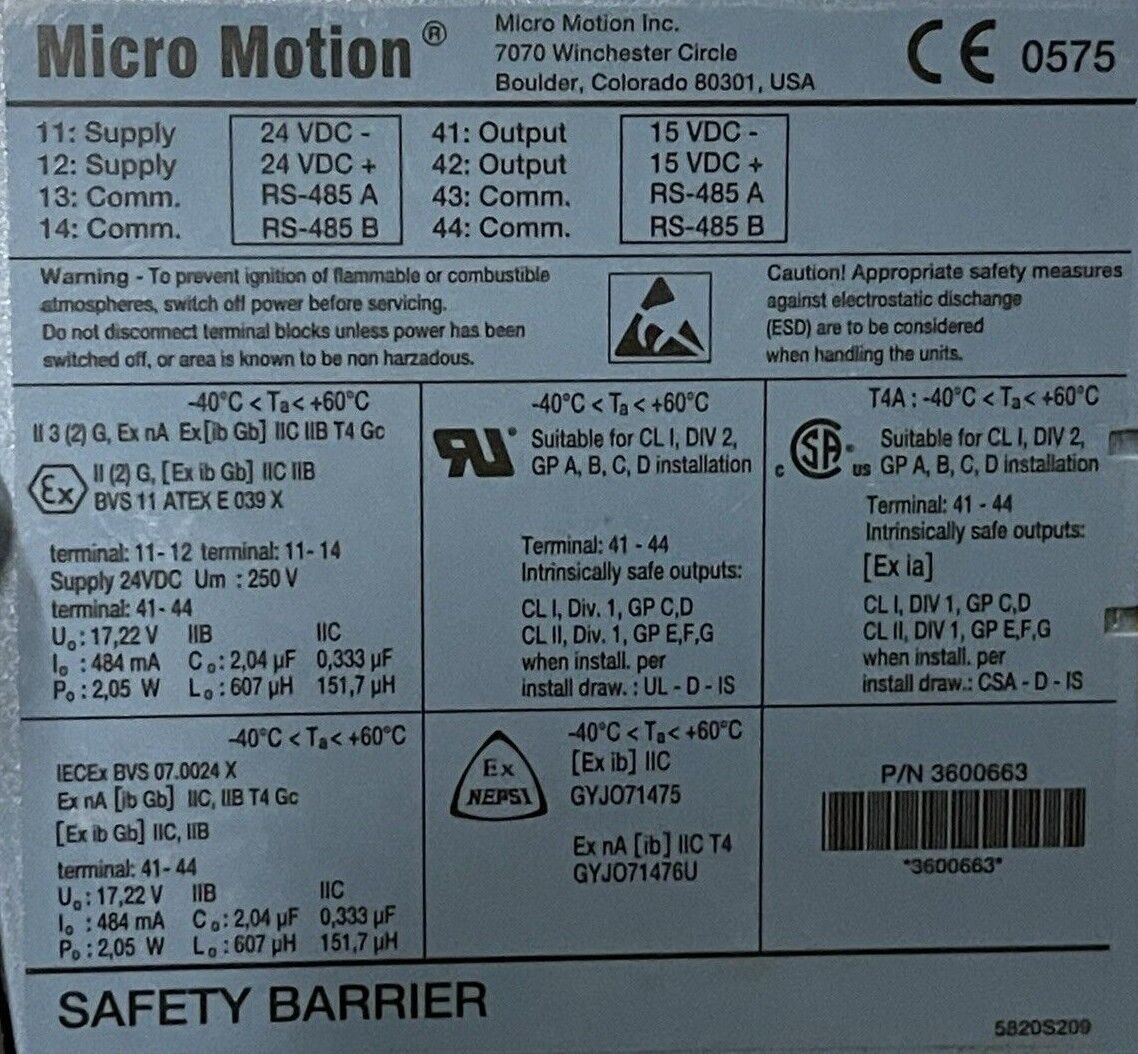 Micro Motion®
Micro Motion Inc.
7070 Winchester Circle
Boulder, Colorado 80301, USA
CE 0575
11: Supply 24 VDC - 41: Output 15 VDC -
12: Supply 24 VDC + 42: Output 15 VDC +
13: Comm. RS-485 A 43: Comm. RS-485 A
14: Comm. RS-485 B 44: Comm. RS-485 B
Warning - To prevent ignition of flammable or combustible
atmospheres, switch off power before servicing.
Do not disconnect terminal blocks unless power has been
switched off, or area is known to be non harzadous.
Caution! Appropriate safety measures
against electrostatic discharge
(ESD) are to be considered
when handling the units.
-40°C < Ta < +60°C
II 3 (2) G, Ex nA Ex[ib Gb] IIC IIB T4 Gc
Ex II (2) G, [Ex ib Gb] IIC IIB
BVS 11 ATEX E 039 X
terminal: 11- 12 terminal: 11- 14
Supply 24VDC Um : 250 V
terminal: 41- 44
Uo : 17,22 V IIB IIC
Io : 484 mA Co : 2,04 µF 0,333 µF
Po : 2,05 W Lo : 607 µH 151,7 µH
-40°C < Ta < +60°C
RU® Suitable for CL I, DIV 2,
GP A, B, C, D installation
Terminal: 41 - 44
Intrinsically safe outputs:
CL I, Div. 1, GP C,D
CL II, Div. 1, GP E,F,G
when install. per
install draw. : UL - D - IS
T4A : -40°C < Ta < +60°C
c SA® us Suitable for CL I, DIV 2,
GP A, B, C, D installation
Terminal: 41 - 44
Intrinsically safe outputs:
[Ex ia]
CL I, DIV 1, GP C,D
CL II, DIV 1, GP E,F,G
when install. per
install draw.: CSA - D - IS
-40°C < Ta < +60°C
IECEx BVS 07.0024 X
Ex nA [ib Gb] IIC, IIB T4 Gc
[Ex ib Gb] IIC, IIB
terminal: 41- 44
Uo : 17,22 V IIB IIC
Io : 484 mA Co : 2,04 µF 0,333 µF
Po : 2,05 W Lo : 607 µH 151,7 µH
Ex
NEPSI
-40°C < Ta < +60°C
[Ex ib] IIC
GYJO71475
Ex nA [ib] IIC T4
GYJO71476U
P/N 3600663
*3600663*
SAFETY BARRIER
5820S209